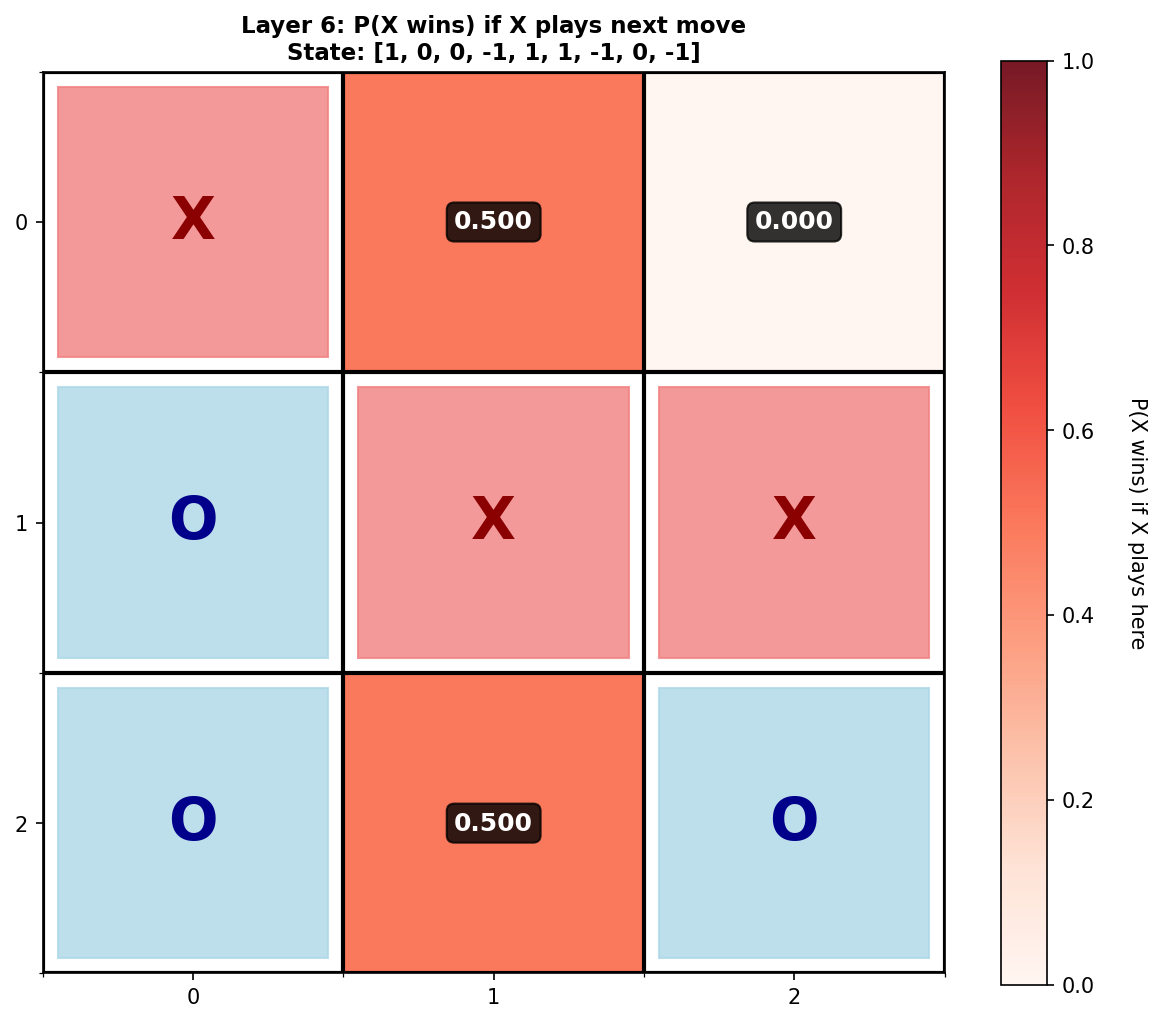 Layer 6: P(X wins) if X plays next move
State: [1, 0, 0, -1, 1, 1, -1, 0, -1]
1.0
0.8
0.6
0.4
0.2
0.0
P(X wins) if X plays here
0
X
0.500
0.000
1
O
X
X
2
O
0.500
O
0
1
2